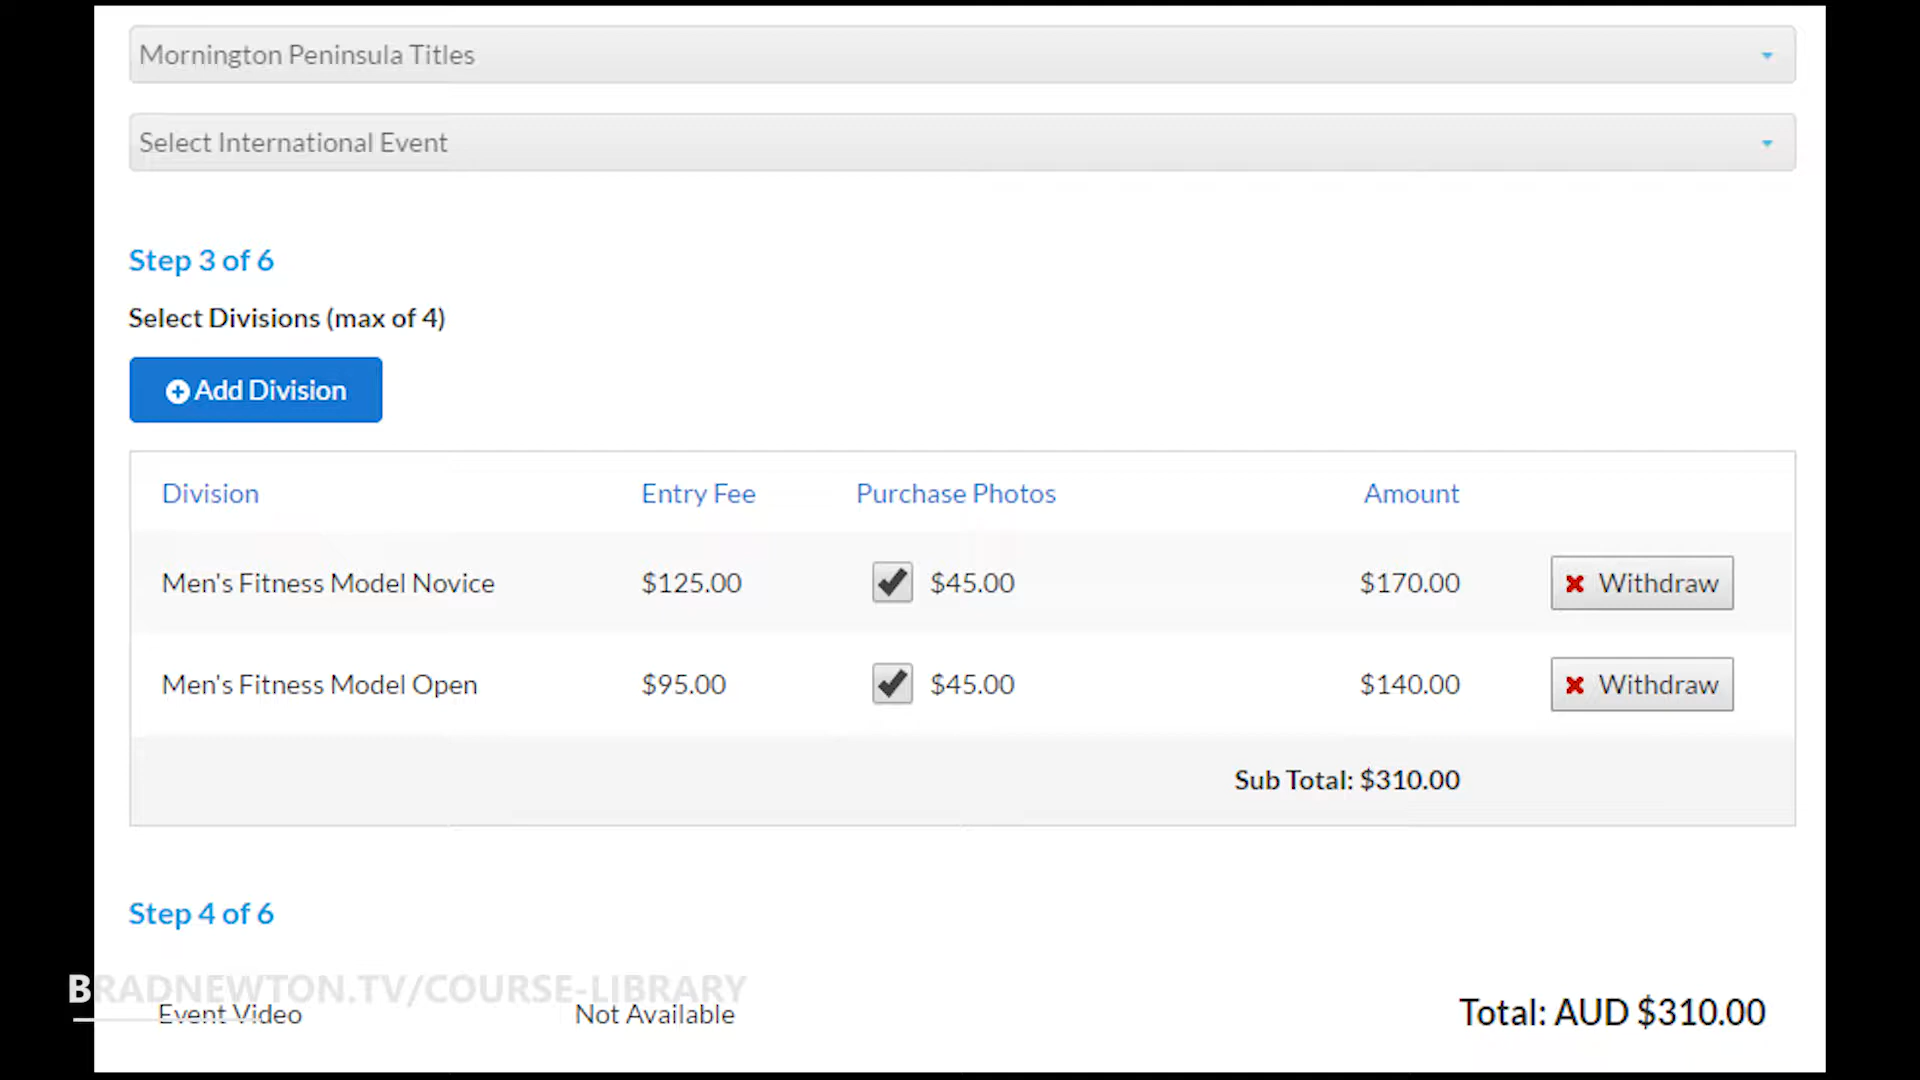 Mornington Peninsula Titles
Select International Event
Step 3 of 6
Select Divisions (max of 4)
Add Division
Division Entry Fee Purchase Photos Amount
Men's Fitness Model Novice $125.00 $45.00 $170.00 Withdraw
Men's Fitness Model Open $95.00 $45.00 $140.00 Withdraw
Sub Total: $310.00
Step 4 of 6
BRADNEWTON.TV/COURSE-LIBRARY
Event Video Not Available Total: AUD $310.00